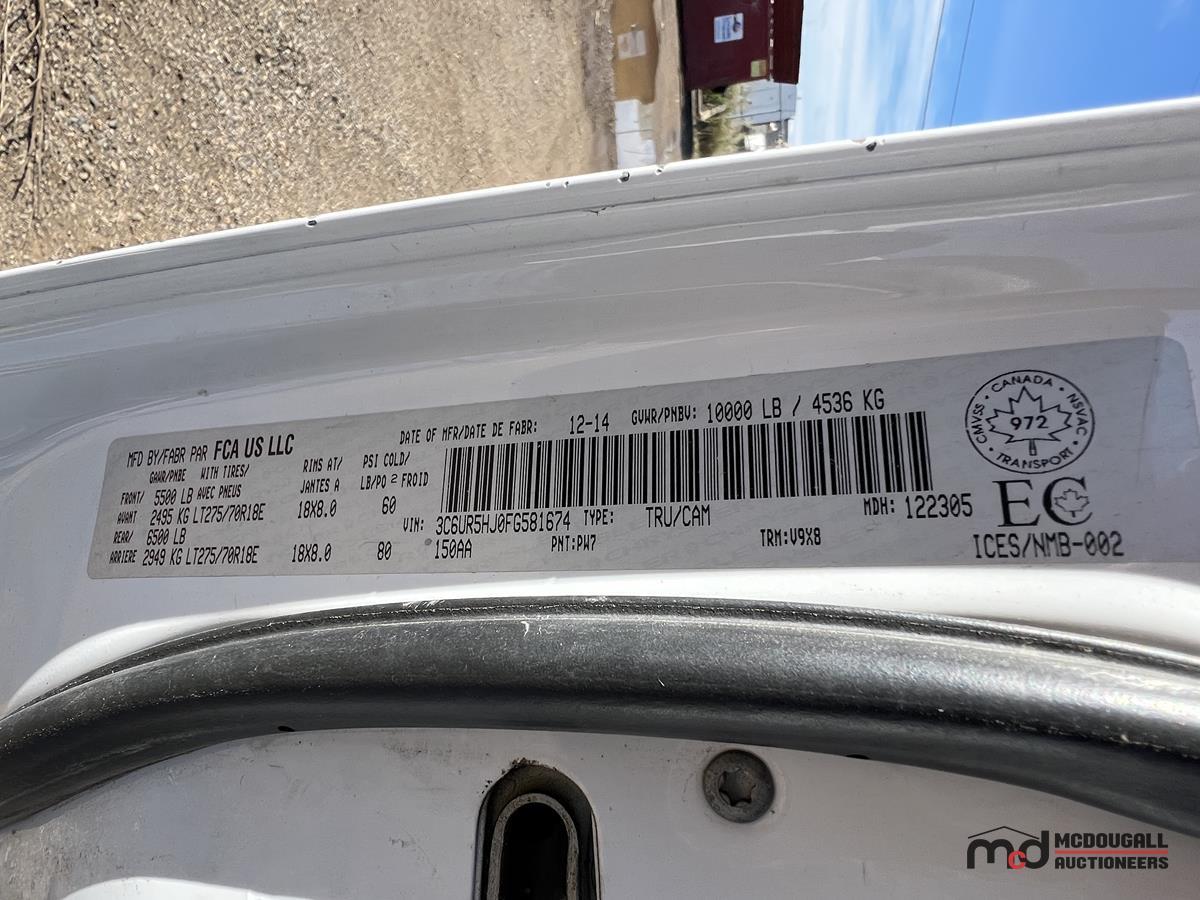 MFD BY/FABR PAR FCA US LLC
DATE OF MFR/DATE DE FABR: 12-14 GVWR/PNBV: 10000 LB / 4536 KG
GAWR/PNBE WITH TIRES/ RIMS AT/ PSI COLD/
FRONT/ 5500 LB AVEC PNEUS JANTES A LB/PO² FROID
AVANT 2495 KG LT275/70R18E 18X8.0 60
REAR/ 6500 LB
ARRIERE 2949 KG LT275/70R18E 18X8.0 80
VIN: 3C6UR5HJ0FG581674 TYPE: TRU/CAM MDH: 122305
150AA PNT:PW7 TRM:V9X8
CANADA
CMVSS · NSVAC
972
TRANSPORT
EC
ICES/NMB-002
mcd MCDOUGALL
AUCTIONEERS